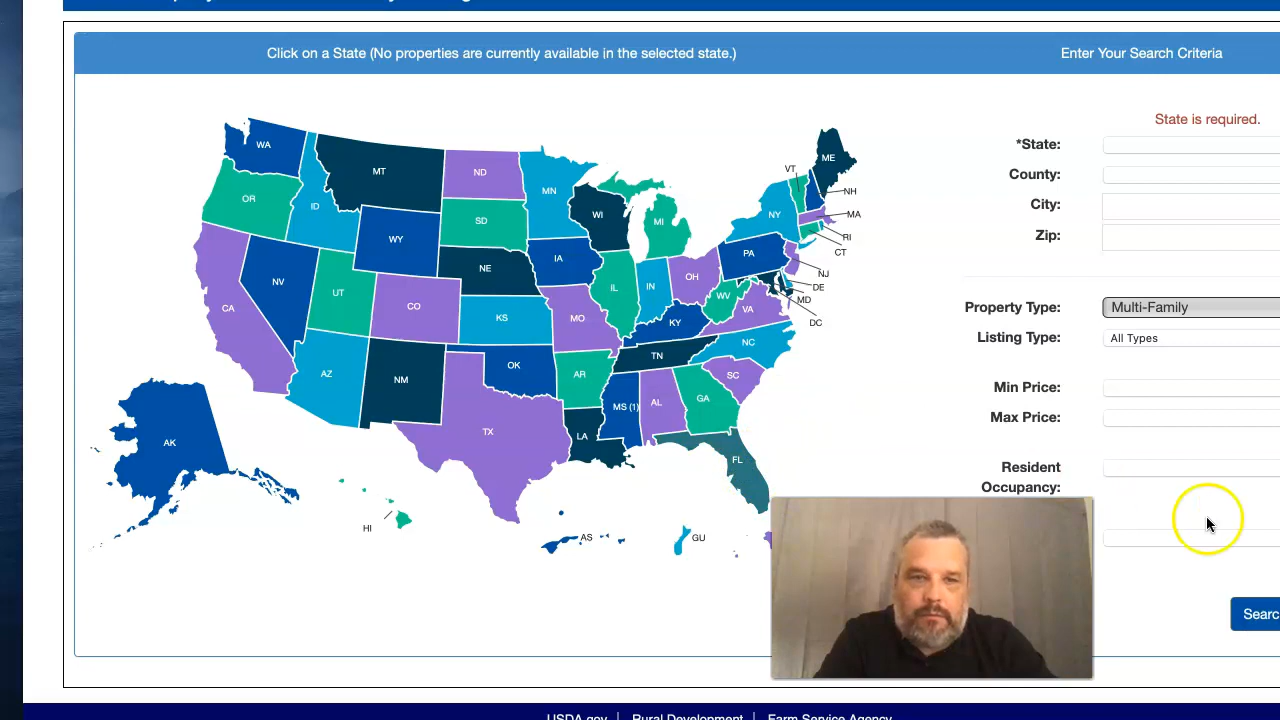 Click on a State (No properties are currently available in the selected state.)
Enter Your Search Criteria
State is required.
*State:
County:
City:
Zip:
Property Type:
Multi-Family
Listing Type:
All Types
Min Price:
Max Price:
Resident
Occupancy:
WA
MT
ND
MN
ME
VT
NH
OR
ID
WY
SD
WI
MI
NY
MA
RI
CT
NV
UT
CO
NE
IA
IL
IN
OH
PA
NJ
DE
MD
DC
CA
AZ
NM
KS
MO
KY
WV
VA
OK
AR
TN
NC
SC
TX
LA
MS (1)
AL
GA
FL
AK
HI
AS
GU
Searc
USDA.gov | Rural Development | Farm Service Agency